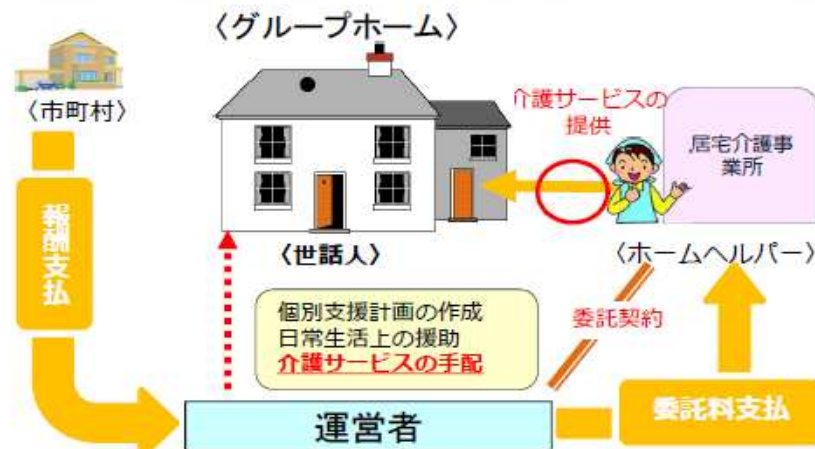 〈グループホーム〉
〈市町村〉
介護サービスの
提供
居宅介護事
業所
報酬支払
〈世話人〉
〈ホームヘルパー〉
個別支援計画の作成
日常生活上の援助
介護サービスの手配
委託契約
運営者
委託料支払